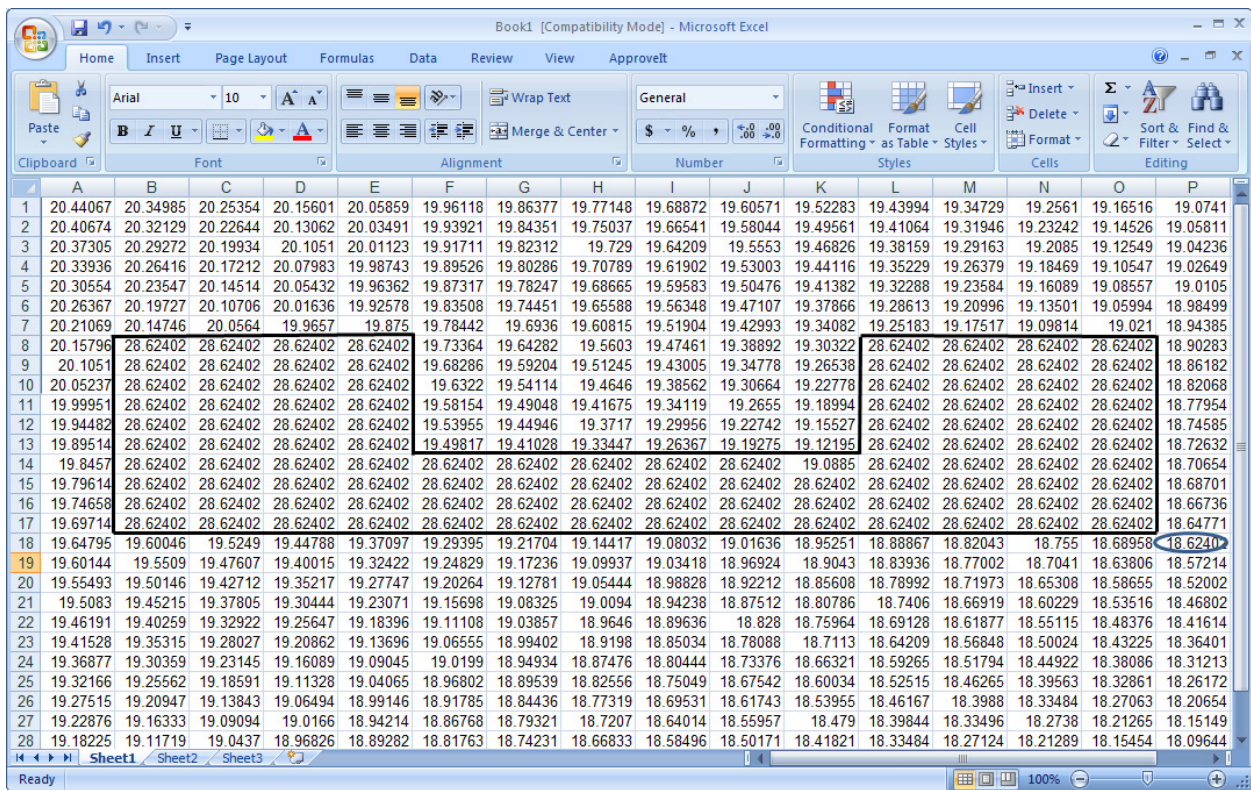 Book1 [Compatibility Mode] - Microsoft Excel
Home Insert Page Layout Formulas Data Review View ApproveIt
Arial 10 A A Wrap Text General Insert
Paste B I U A Merge & Center $ % , .00 .00 Conditional Formatting Format as Table Cell Styles Delete Format Sort & Filter Find & Select
Clipboard Font Alignment Number Styles Cells Editing
A B C D E F G H I J K L M N O P
1 20.44067 20.34985 20.25354 20.15601 20.05859 19.96118 19.86377 19.77148 19.68872 19.60571 19.52283 19.43994 19.34729 19.2561 19.16516 19.0741
2 20.40674 20.32129 20.22644 20.13062 20.03491 19.93921 19.84351 19.75037 19.66541 19.58044 19.49561 19.41064 19.31946 19.23242 19.14526 19.05811
3 20.37305 20.29272 20.19934 20.1051 20.01123 19.91711 19.82312 19.729 19.64209 19.5553 19.46826 19.38159 19.29163 19.2085 19.12549 19.04236
4 20.33936 20.26416 20.17212 20.07983 19.98743 19.89526 19.80286 19.70789 19.61902 19.53003 19.44116 19.35229 19.26379 19.18469 19.10547 19.02649
5 20.30554 20.23547 20.14514 20.05432 19.96362 19.87317 19.78247 19.68665 19.59583 19.50476 19.41382 19.32288 19.23584 19.16089 19.08557 19.0105
6 20.26367 20.19727 20.10706 20.01636 19.92578 19.83508 19.74451 19.65588 19.56348 19.47107 19.37866 19.28613 19.20996 19.13501 19.05994 18.98499
7 20.21069 20.14746 20.0564 19.9657 19.875 19.78442 19.6936 19.60815 19.51904 19.42993 19.34082 19.25183 19.17517 19.09814 19.021 18.94385
8 20.15796 28.62402 28.62402 28.62402 28.62402 19.73364 19.64282 19.5603 19.47461 19.38892 19.30322 28.62402 28.62402 28.62402 28.62402 18.90283
9 20.1051 28.62402 28.62402 28.62402 28.62402 19.68286 19.59204 19.51245 19.43005 19.34778 19.26538 28.62402 28.62402 28.62402 28.62402 18.86182
10 20.05237 28.62402 28.62402 28.62402 28.62402 19.6322 19.54114 19.4646 19.38562 19.30664 19.22778 28.62402 28.62402 28.62402 28.62402 18.82068
11 19.99951 28.62402 28.62402 28.62402 28.62402 19.58154 19.49048 19.41675 19.34119 19.2655 19.18994 28.62402 28.62402 28.62402 28.62402 18.77954
12 19.94482 28.62402 28.62402 28.62402 28.62402 19.53955 19.44946 19.3717 19.29956 19.22742 19.15527 28.62402 28.62402 28.62402 28.62402 18.74585
13 19.89514 28.62402 28.62402 28.62402 28.62402 19.49817 19.41028 19.33447 19.26367 19.19275 19.12195 28.62402 28.62402 28.62402 28.62402 18.72632
14 19.8457 28.62402 28.62402 28.62402 28.62402 28.62402 28.62402 28.62402 28.62402 28.62402 19.0885 28.62402 28.62402 28.62402 28.62402 18.70654
15 19.79614 28.62402 28.62402 28.62402 28.62402 28.62402 28.62402 28.62402 28.62402 28.62402 28.62402 28.62402 28.62402 28.62402 28.62402 18.68701
16 19.74658 28.62402 28.62402 28.62402 28.62402 28.62402 28.62402 28.62402 28.62402 28.62402 28.62402 28.62402 28.62402 28.62402 28.62402 18.66736
17 19.69714 28.62402 28.62402 28.62402 28.62402 28.62402 28.62402 28.62402 28.62402 28.62402 28.62402 28.62402 28.62402 28.62402 28.62402 18.64771
18 19.64795 19.60046 19.5249 19.44788 19.37097 19.29395 19.21704 19.14417 19.08032 19.01636 18.95251 18.88867 18.82043 18.755 18.68958 18.62402
19 19.60144 19.5509 19.47607 19.40015 19.32422 19.24829 19.17236 19.09937 19.03418 18.96924 18.9043 18.83936 18.77002 18.7041 18.63806 18.57214
20 19.55493 19.50146 19.42712 19.35217 19.27747 19.20264 19.12781 19.05444 18.98828 18.92212 18.85608 18.78992 18.71973 18.65308 18.58655 18.52002
21 19.5083 19.45215 19.37805 19.30444 19.23071 19.15698 19.08325 19.0094 18.94238 18.87512 18.80786 18.7406 18.66919 18.60229 18.53516 18.46802
22 19.46191 19.40259 19.32922 19.25647 19.18396 19.11108 19.03857 18.9646 18.89636 18.828 18.75964 18.69128 18.61877 18.55115 18.48376 18.41614
23 19.41528 19.35315 19.28027 19.20862 19.13696 19.06555 18.99402 18.9198 18.85034 18.78088 18.7113 18.64209 18.56848 18.50024 18.43225 18.36401
24 19.36877 19.30359 19.23145 19.16089 19.09045 19.0199 18.94934 18.87476 18.80444 18.73376 18.66321 18.59265 18.51794 18.44922 18.38086 18.31213
25 19.32166 19.25562 19.18591 19.11328 19.04065 18.96802 18.89539 18.82556 18.75049 18.67542 18.60034 18.52515 18.46265 18.39563 18.32861 18.26172
26 19.27515 19.20947 19.13843 19.06494 18.99146 18.91785 18.84436 18.77319 18.69531 18.61743 18.53955 18.46167 18.3988 18.33484 18.27063 18.20654
27 19.22876 19.16333 19.09094 19.0166 18.94214 18.86768 18.79321 18.7207 18.64014 18.55957 18.479 18.39844 18.33496 18.2738 18.21265 18.15149
28 19.18225 19.11719 19.0437 18.96826 18.89282 18.81763 18.74231 18.66833 18.58496 18.50171 18.41821 18.33484 18.27124 18.21289 18.15454 18.09644
Sheet1 Sheet2 Sheet3
Ready 100%